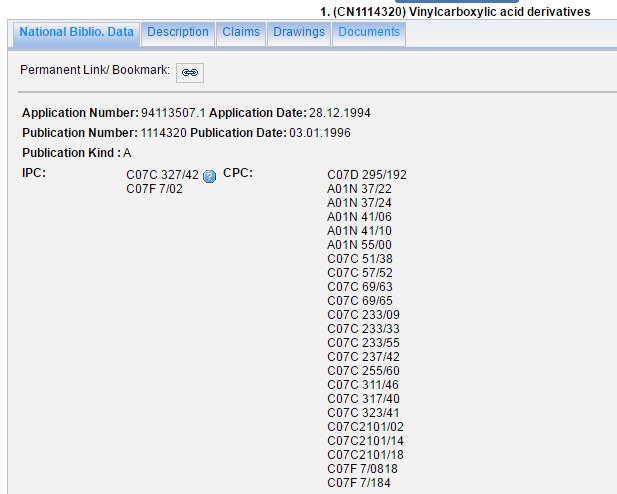 1. (CN1114320) Vinylcarboxylic acid derivatives
National Biblio. Data Description Claims Drawings Documents
Permanent Link/ Bookmark:
Application Number: 94113507.1 Application Date: 28.12.1994
Publication Number: 1114320 Publication Date: 03.01.1996
Publication Kind : A
IPC: C07C 327/42 ? CPC: C07D 295/192
C07F 7/02 A01N 37/22
A01N 37/24
A01N 41/06
A01N 41/10
A01N 55/00
C07C 51/38
C07C 57/52
C07C 69/63
C07C 69/65
C07C 233/09
C07C 233/33
C07C 233/55
C07C 237/42
C07C 255/60
C07C 311/46
C07C 317/40
C07C 323/41
C07C2101/02
C07C2101/14
C07C2101/18
C07F 7/0818
C07F 7/184